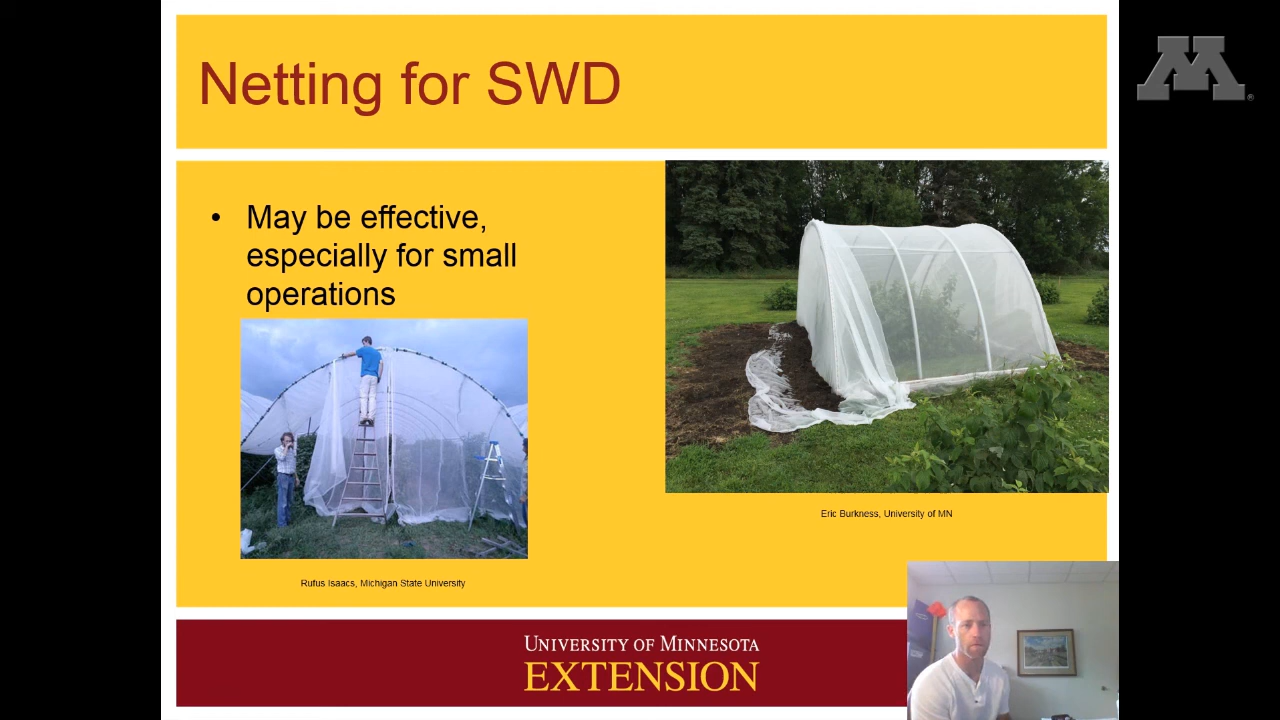 Netting for SWD
• May be effective,
especially for small
operations
Eric Burkness, University of MN
Rufus Isaacs, Michigan State University
UNIVERSITY OF MINNESOTA
EXTENSION
M